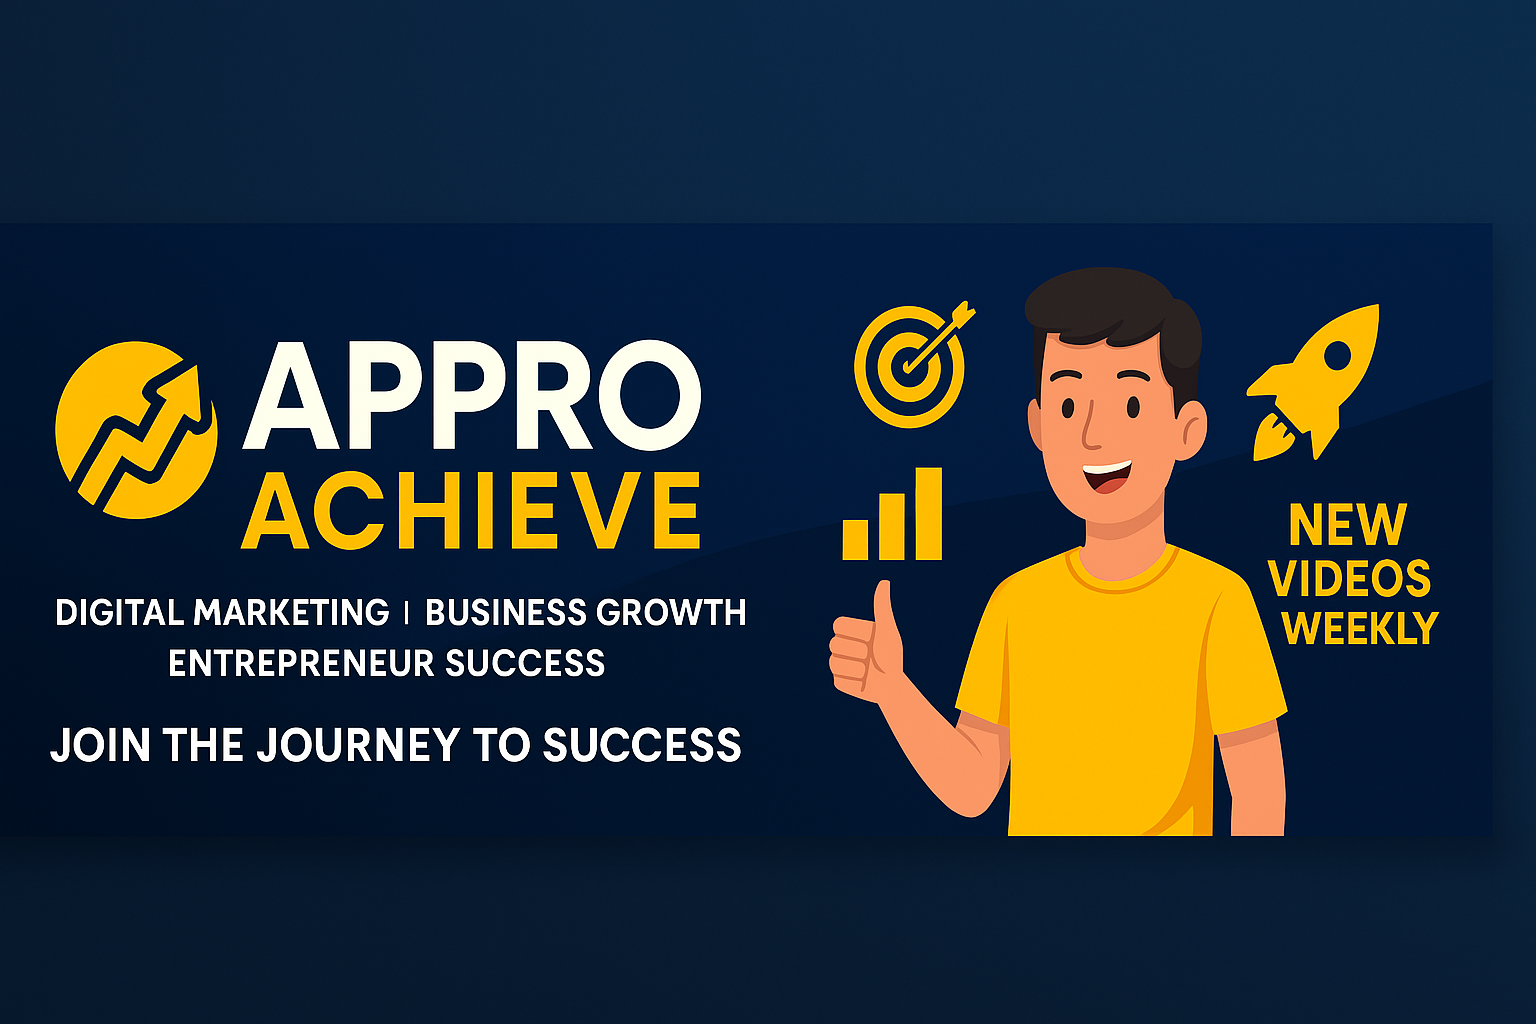 APPRO
ACHIEVE
DIGITAL MARKETING | BUSINESS GROWTH
ENTREPRENEUR SUCCESS
JOIN THE JOURNEY TO SUCCESS
NEW
VIDEOS
WEEKLY